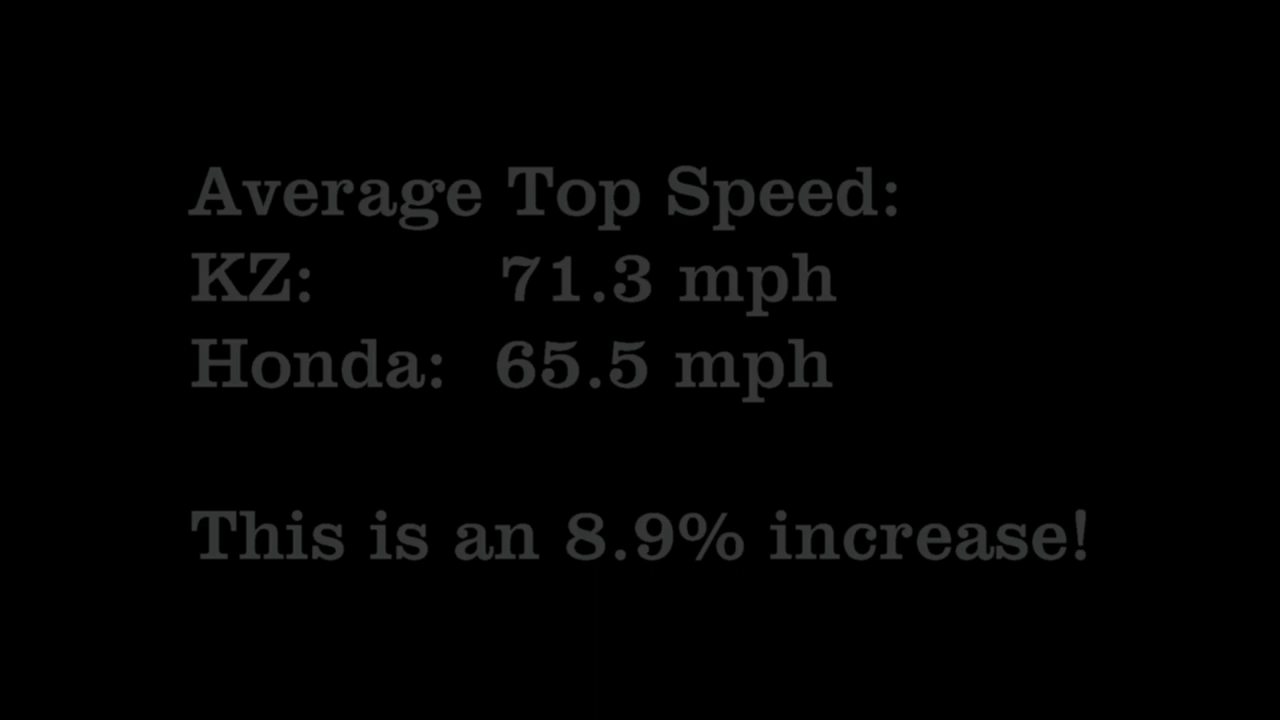 Average Top Speed:
KZ: 71.3 mph
Honda: 65.5 mph
This is an 8.9% increase!